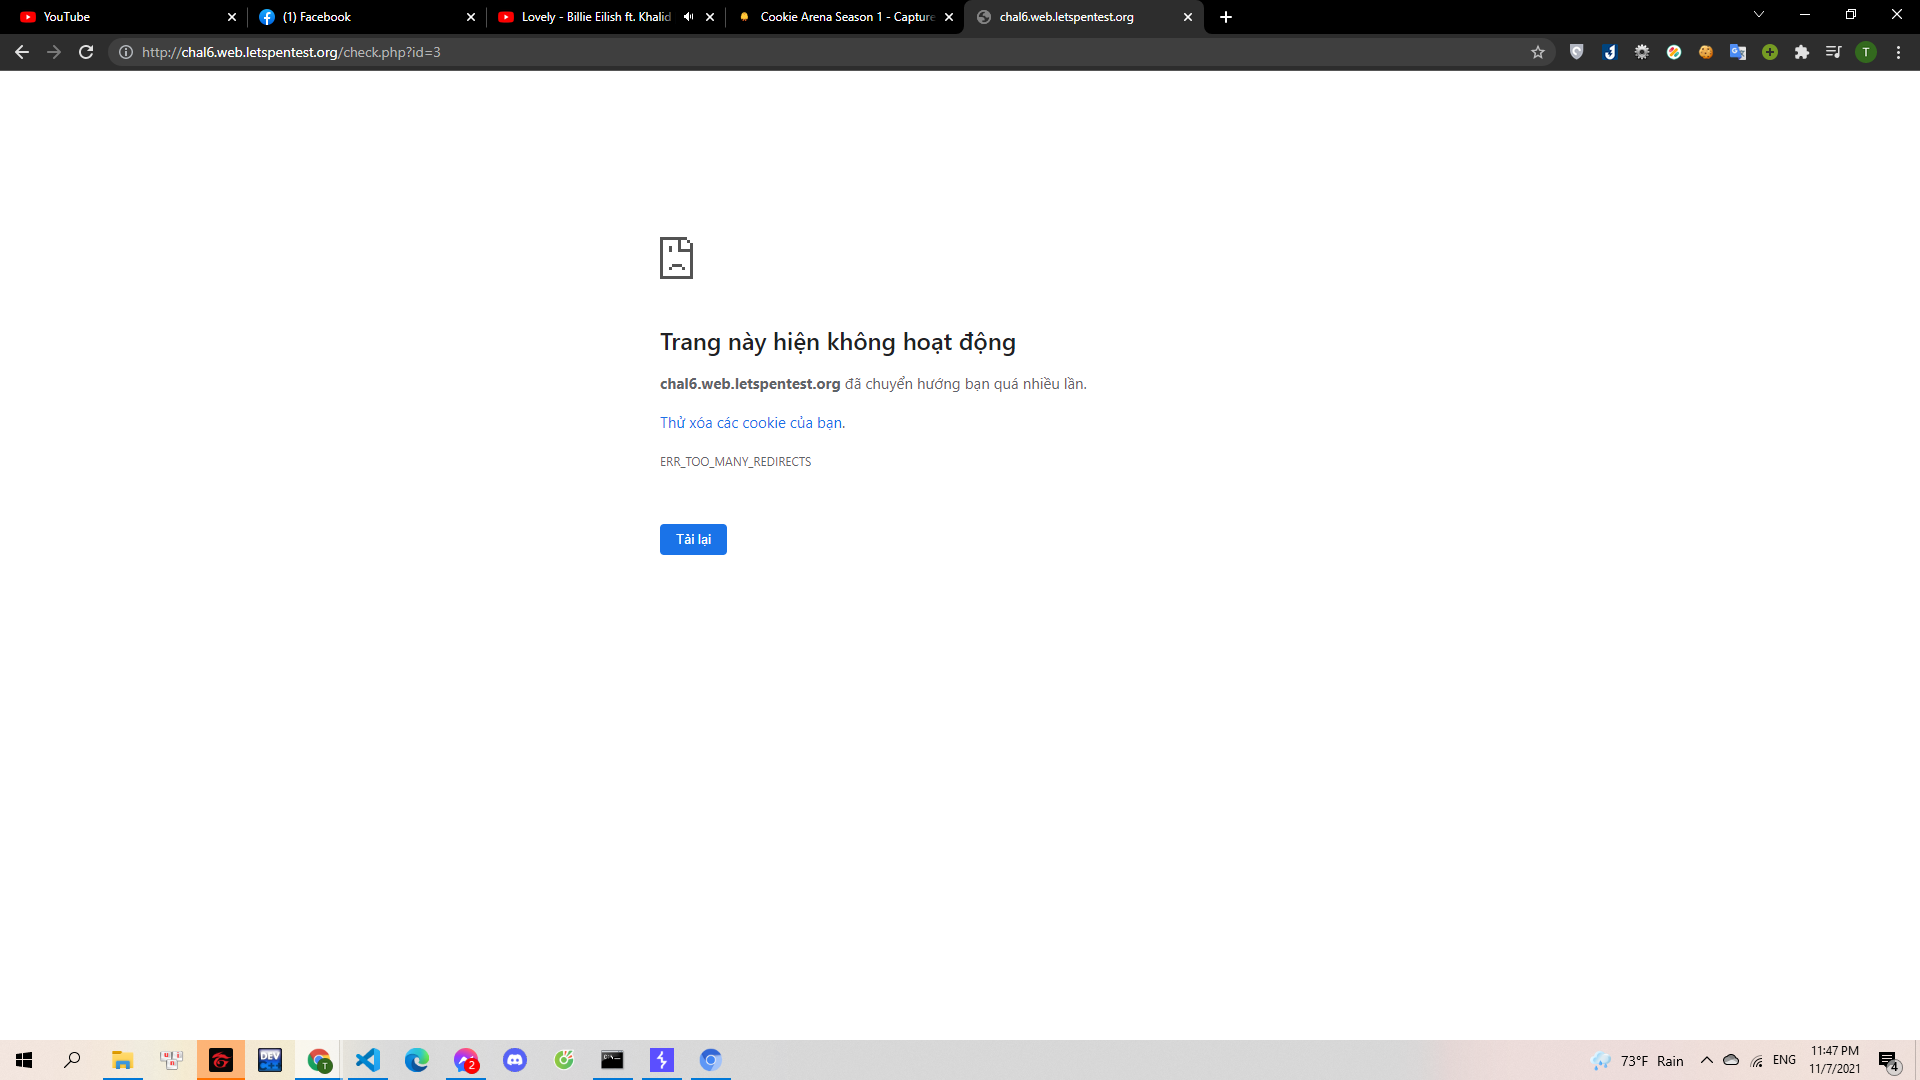 YouTube
(1) Facebook
Lovely - Billie Eilish ft. Khalid
Cookie Arena Season 1 - Capture
chal6.web.letspentest.org
http://chal6.web.letspentest.org/check.php?id=3
T
Trang này hiện không hoạt động
chal6.web.letspentest.org đã chuyển hướng bạn quá nhiều lần.
Thử xóa các cookie của bạn.
ERR_TOO_MANY_REDIRECTS
Tải lại
DEV
T
2
73°F Rain
ENG
11:47 PM
11/7/2021
4